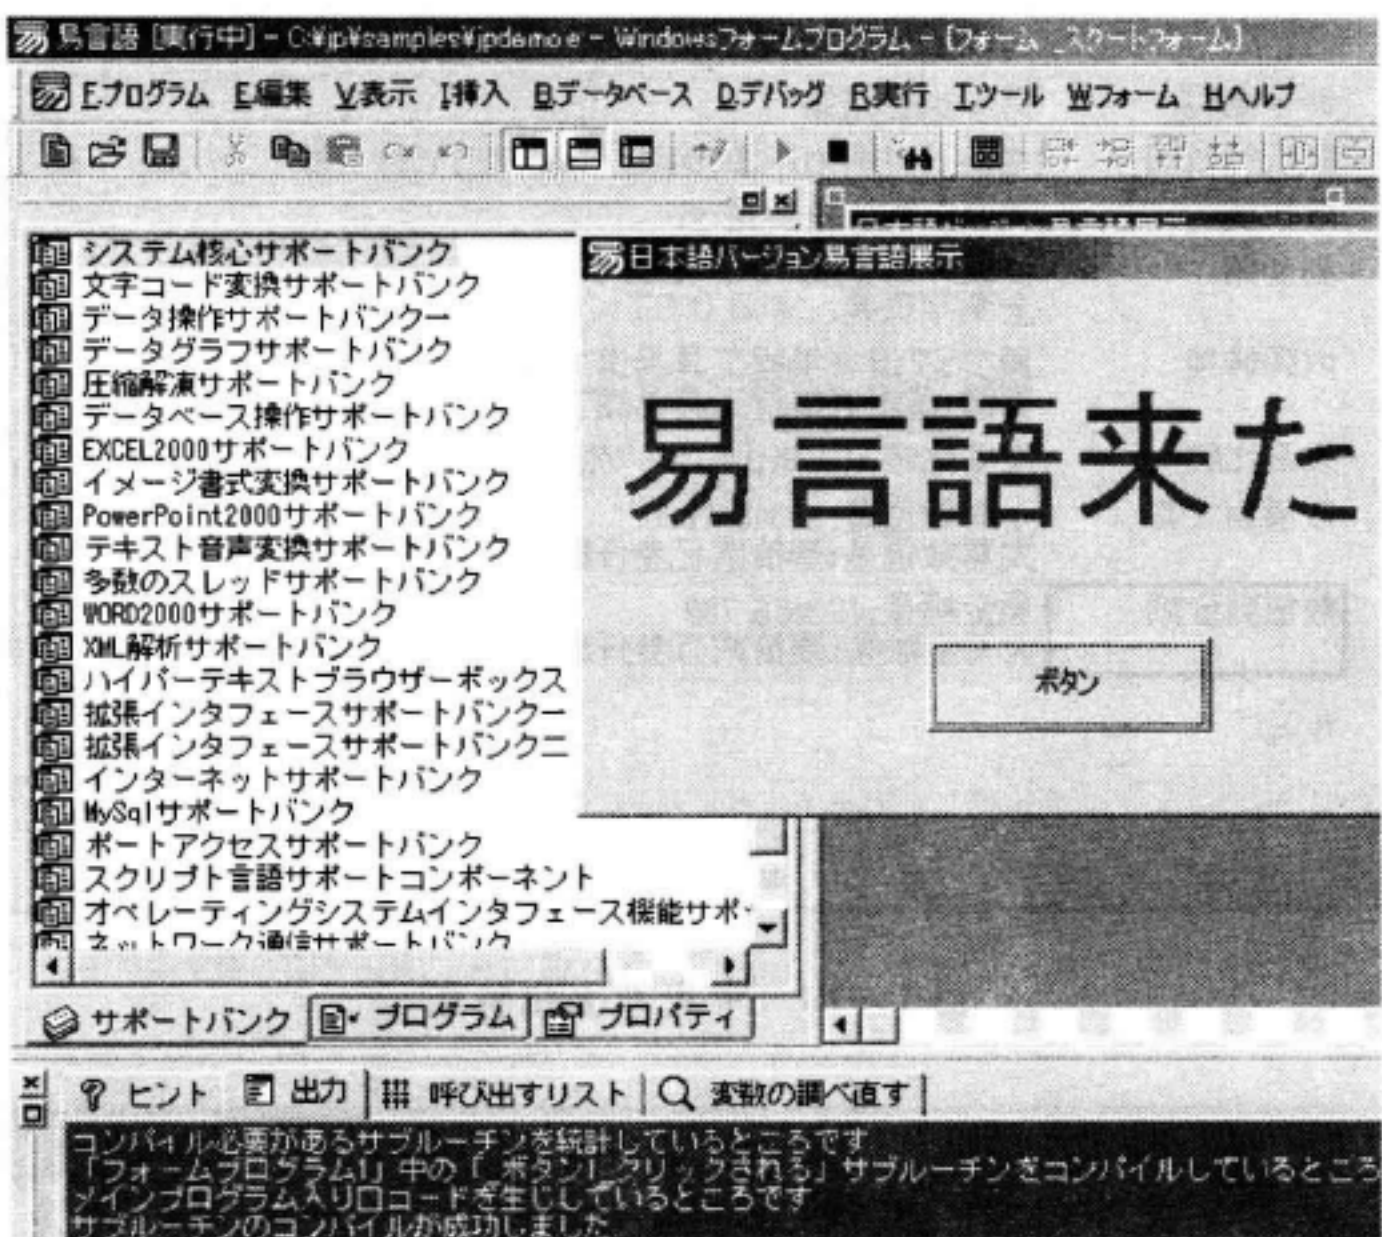 易言語 [実行中] - C:¥jp¥samples¥jpdemo.e - Windowsフォームプログラム - [フォーム _スタートフォーム]
Fプログラム E編集 V表示 I挿入 Bデータベース Dデバッグ R実行 Tツール Wフォーム Hヘルプ
システム核心サポートバンク
文字コード変換サポートバンク
データ操作サポートバンク一
データグラフサポートバンク
圧縮解凍サポートバンク
データベース操作サポートバンク
EXCEL2000サポートバンク
イメージ書式変換サポートバンク
PowerPoint2000サポートバンク
テキスト音声変換サポートバンク
多数のスレッドサポートバンク
WORD2000サポートバンク
XML解析サポートバンク
ハイパーテキストブラウザーボックス
拡張インタフェースサポートバンク一
拡張インタフェースサポートバンク二
インターネットサポートバンク
MySqlサポートバンク
ポートアクセスサポートバンク
スクリプト言語サポートコンポーネント
オペレーティングシステムインタフェース機能サポ
ネットワーク通信サポートバンク
サポートバンク プログラム プロパティ
日本語バージョン易言語展示
易言語来た
ボタン
ヒント 出力 呼び出すリスト 変数の調べ直す
コンパイル必要があるサブルーチンを統計しているところです
「フォームプログラム1」中の「_ボタン1_クリックされる」サブルーチンをコンパイルしているところ
メインプログラム入り口コードを生じしているところです
サブルーチンのコンパイルが成功しました